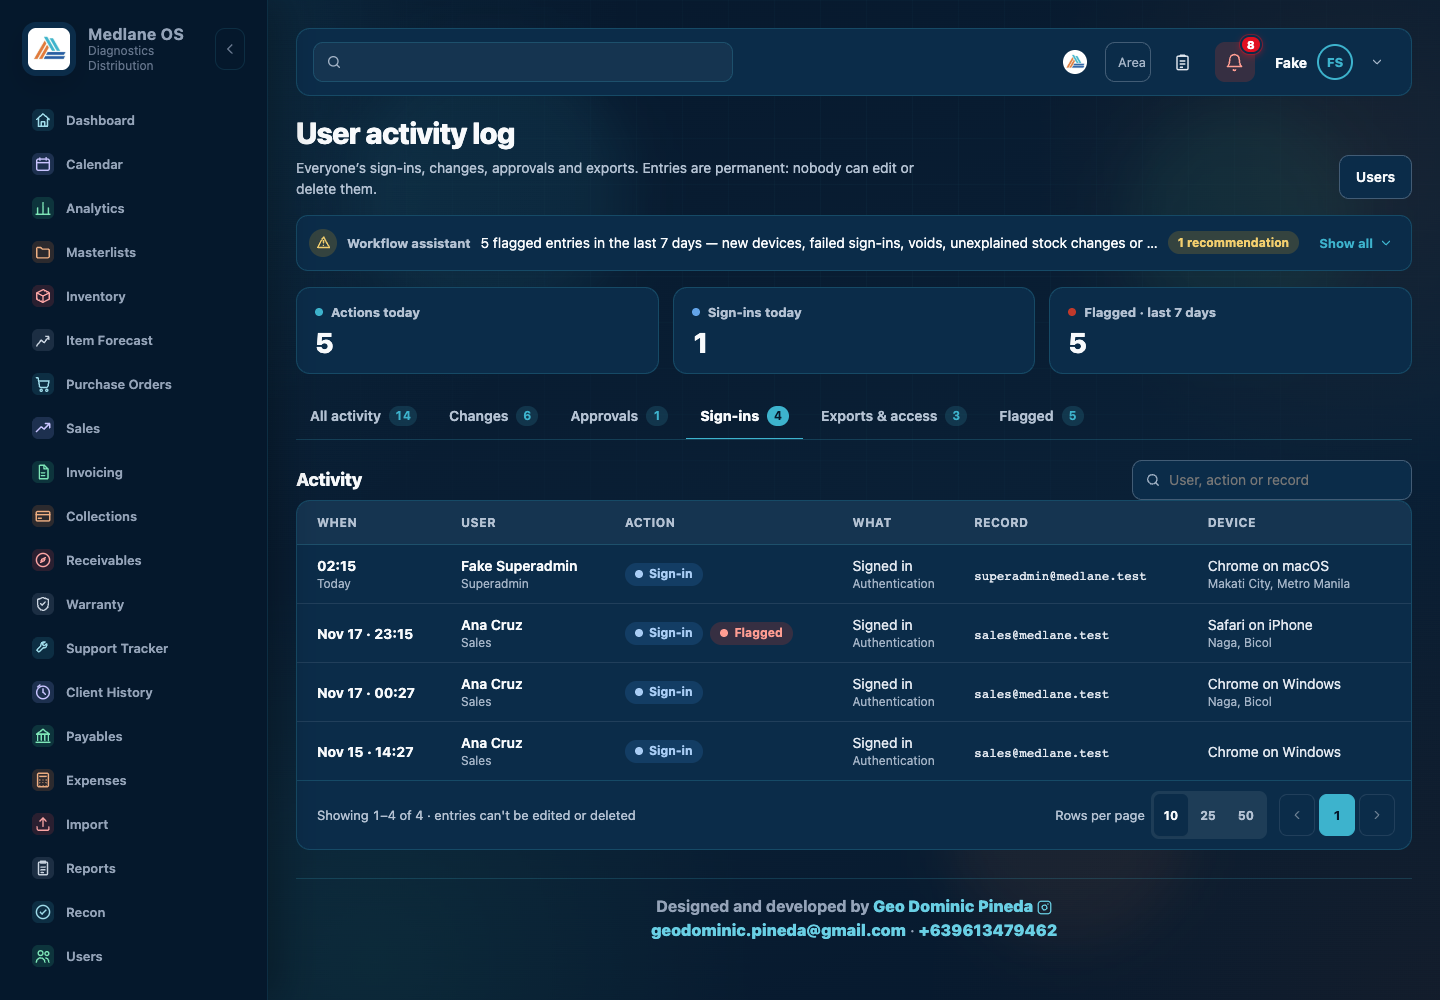 Medlane OS
Diagnostics
Distribution
Dashboard
Calendar
Analytics
Masterlists
Inventory
Item Forecast
Purchase Orders
Sales
Invoicing
Collections
Receivables
Warranty
Support Tracker
Client History
Payables
Expenses
Import
Reports
Recon
Users
Area
8
Fake
FS
User activity log
Everyone’s sign-ins, changes, approvals and exports. Entries are permanent: nobody can edit or
delete them.
Users
Workflow assistant 5 flagged entries in the last 7 days — new devices, failed sign-ins, voids, unexplained stock changes or ... 1 recommendation Show all
Actions today
5
Sign-ins today
1
Flagged · last 7 days
5
All activity 14 Changes 6 Approvals 1 Sign-ins 4 Exports & access 3 Flagged 5
Activity
User, action or record
WHEN USER ACTION WHAT RECORD DEVICE
02:15 Fake Superadmin Sign-in Signed in superadmin@medlane.test Chrome on macOS
Today Superadmin Authentication Makati City, Metro Manila
Nov 17 · 23:15 Ana Cruz Sign-in Flagged Signed in sales@medlane.test Safari on iPhone
Sales Authentication Naga, Bicol
Nov 17 · 00:27 Ana Cruz Sign-in Signed in sales@medlane.test Chrome on Windows
Sales Authentication Naga, Bicol
Nov 15 · 14:27 Ana Cruz Sign-in Signed in sales@medlane.test Chrome on Windows
Sales Authentication
Showing 1–4 of 4 · entries can't be edited or deleted
Rows per page 10 25 50 1
Designed and developed by Geo Dominic Pineda
geodominic.pineda@gmail.com · +639613479462